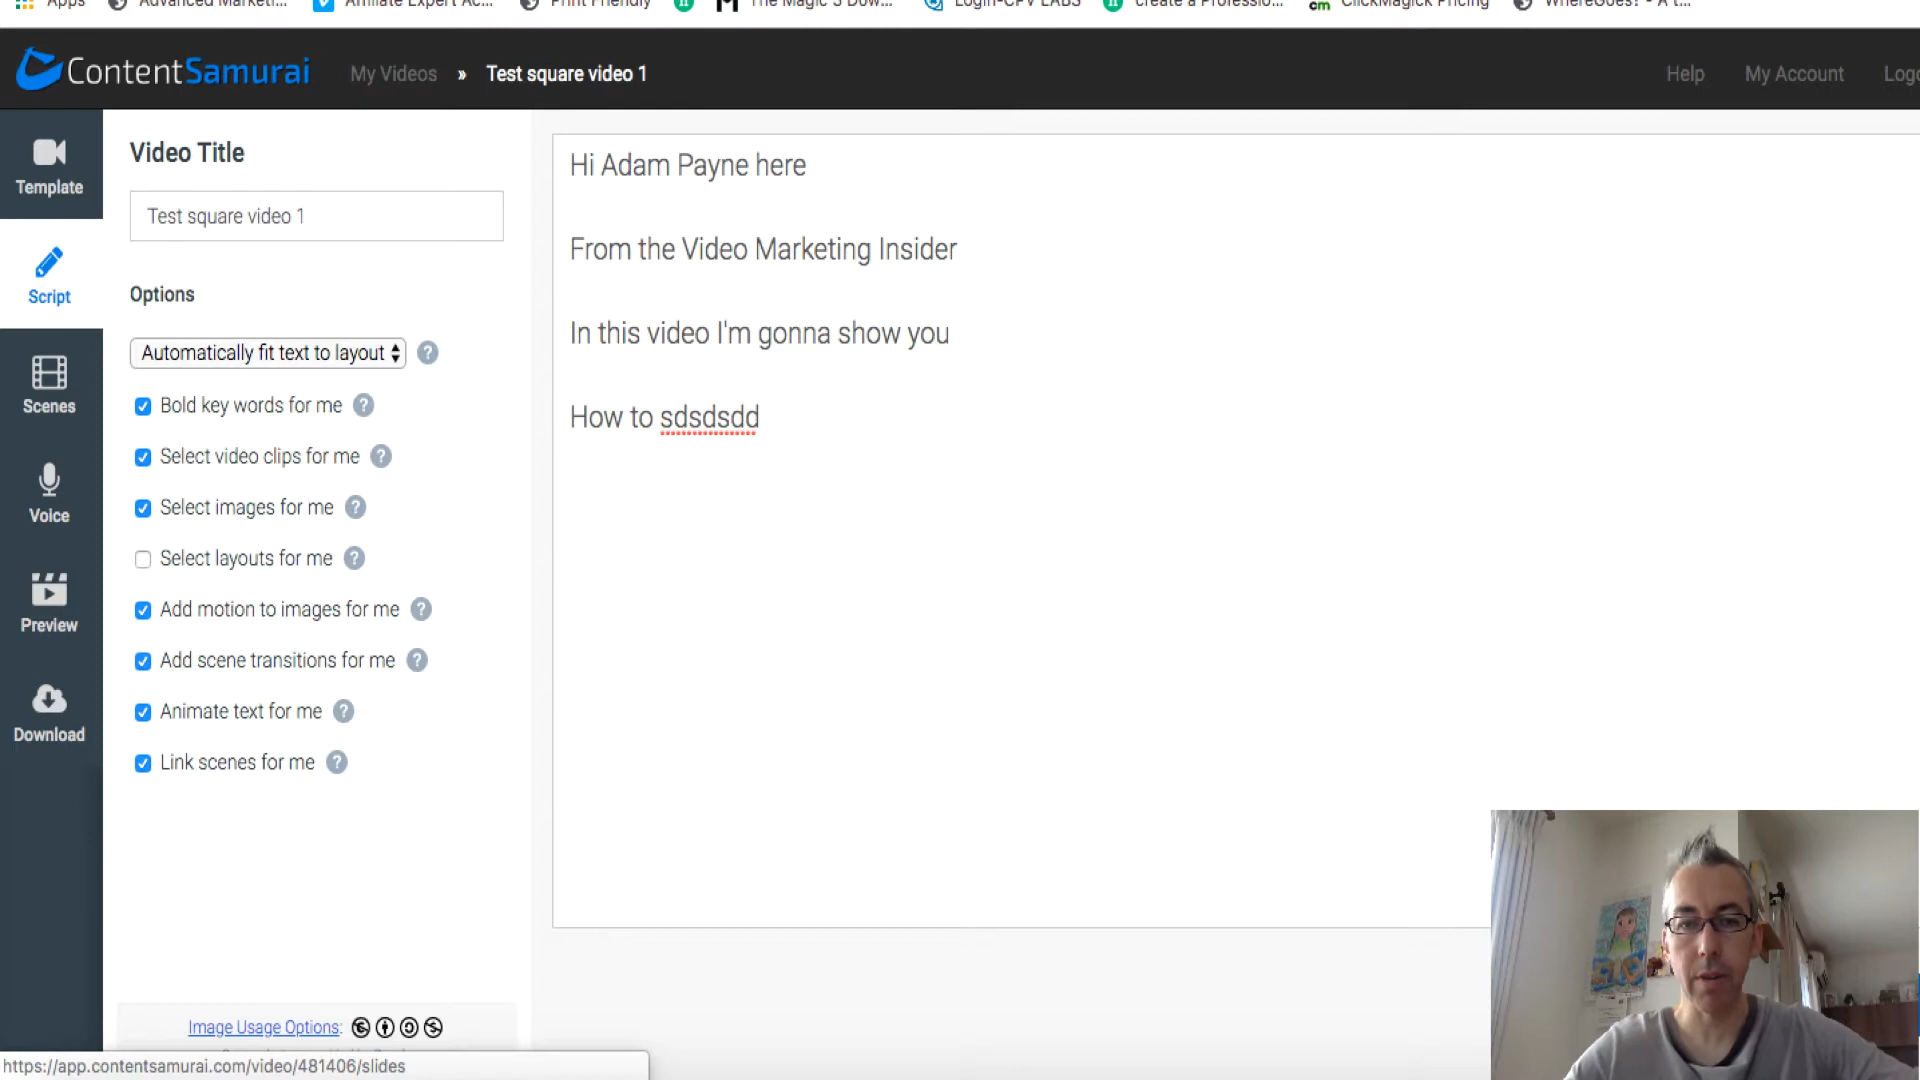 Apps Advanced Marketi... Affiliate Expert Ac... Print Friendly The Magic 3 Dow... Login-CPV LABS Create a Professio... ClickMagick Pricing WhereGoes? - A t...
ContentSamurai My Videos » Test square video 1 Help My Account Logo
Template
Script
Scenes
Voice
Preview
Download
Video Title
Test square video 1
Options
Automatically fit text to layout
Bold key words for me ?
Select video clips for me ?
Select images for me ?
Select layouts for me ?
Add motion to images for me ?
Add scene transitions for me ?
Animate text for me ?
Link scenes for me ?
Image Usage Options:
Hi Adam Payne here
From the Video Marketing Insider
In this video I'm gonna show you
How to sdsdsdd
https://app.contentsamurai.com/video/481406/slides